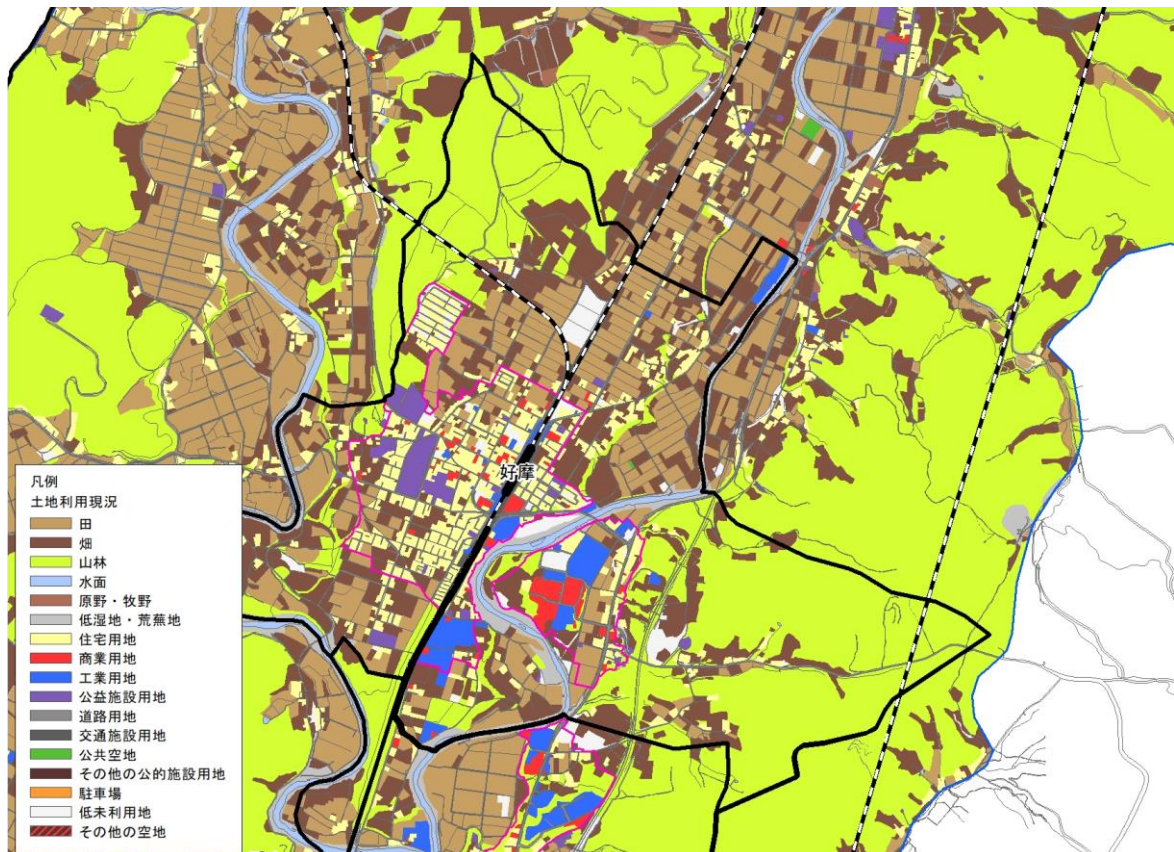 好摩
凡例
土地利用現況
田
畑
山林
水面
原野・牧野
低湿地・荒蕪地
住宅用地
商業用地
工業用地
公益施設用地
道路用地
交通施設用地
公共空地
その他の公的施設用地
駐車場
低未利用地
その他の空地